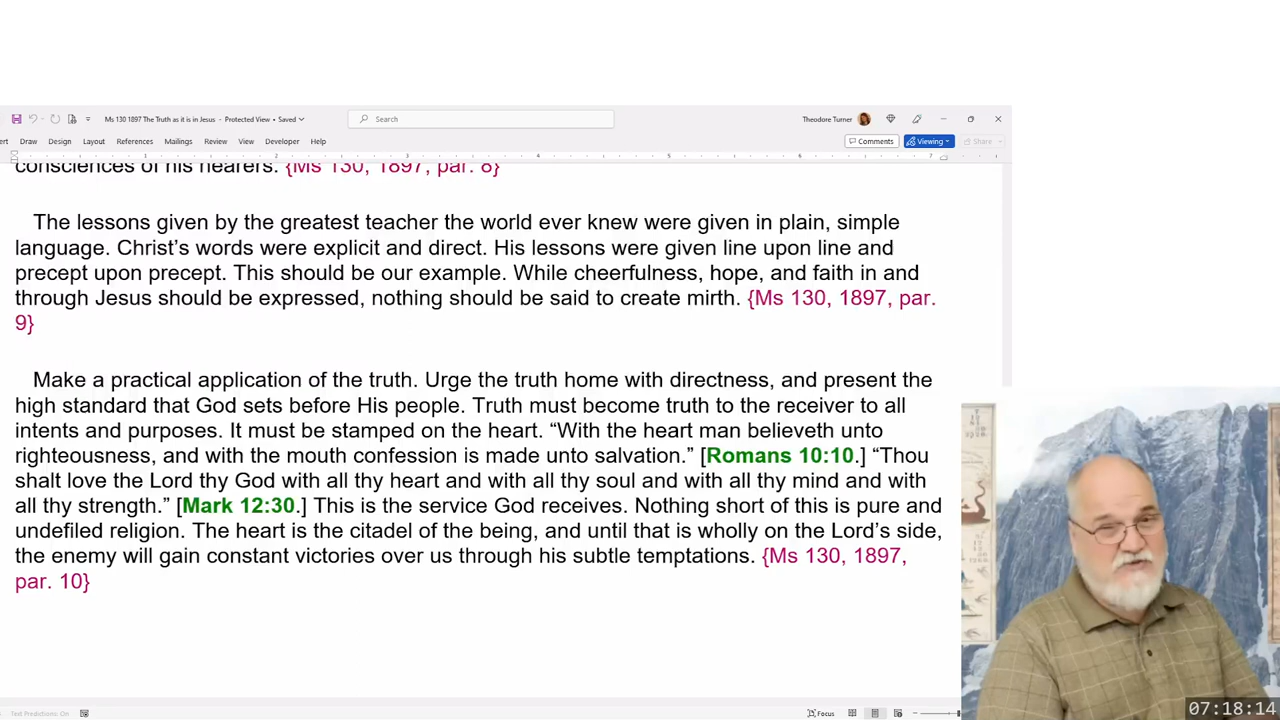 Ms 130 1897 The Truth as it is in Jesus - Protected View • Saved
Search
Theodore Turner
Draw Design Layout References Mailings Review View Developer Help
Comments Viewing Share
1 2 3 4 5 6 7
consciences of his hearers. {Ms 130, 1897, par. 8}
The lessons given by the greatest teacher the world ever knew were given in plain, simple
language. Christ’s words were explicit and direct. His lessons were given line upon line and
precept upon precept. This should be our example. While cheerfulness, hope, and faith in and
through Jesus should be expressed, nothing should be said to create mirth. {Ms 130, 1897, par.
9}
Make a practical application of the truth. Urge the truth home with directness, and present the
high standard that God sets before His people. Truth must become truth to the receiver to all
intents and purposes. It must be stamped on the heart. “With the heart man believeth unto
righteousness, and with the mouth confession is made unto salvation.” [Romans 10:10.] “Thou
shalt love the Lord thy God with all thy heart and with all thy soul and with all thy mind and with
all thy strength.” [Mark 12:30.] This is the service God receives. Nothing short of this is pure and
undefiled religion. The heart is the citadel of the being, and until that is wholly on the Lord’s side,
the enemy will gain constant victories over us through his subtle temptations. {Ms 130, 1897,
par. 10}
Text Predictions: On
Focus
07:18:14